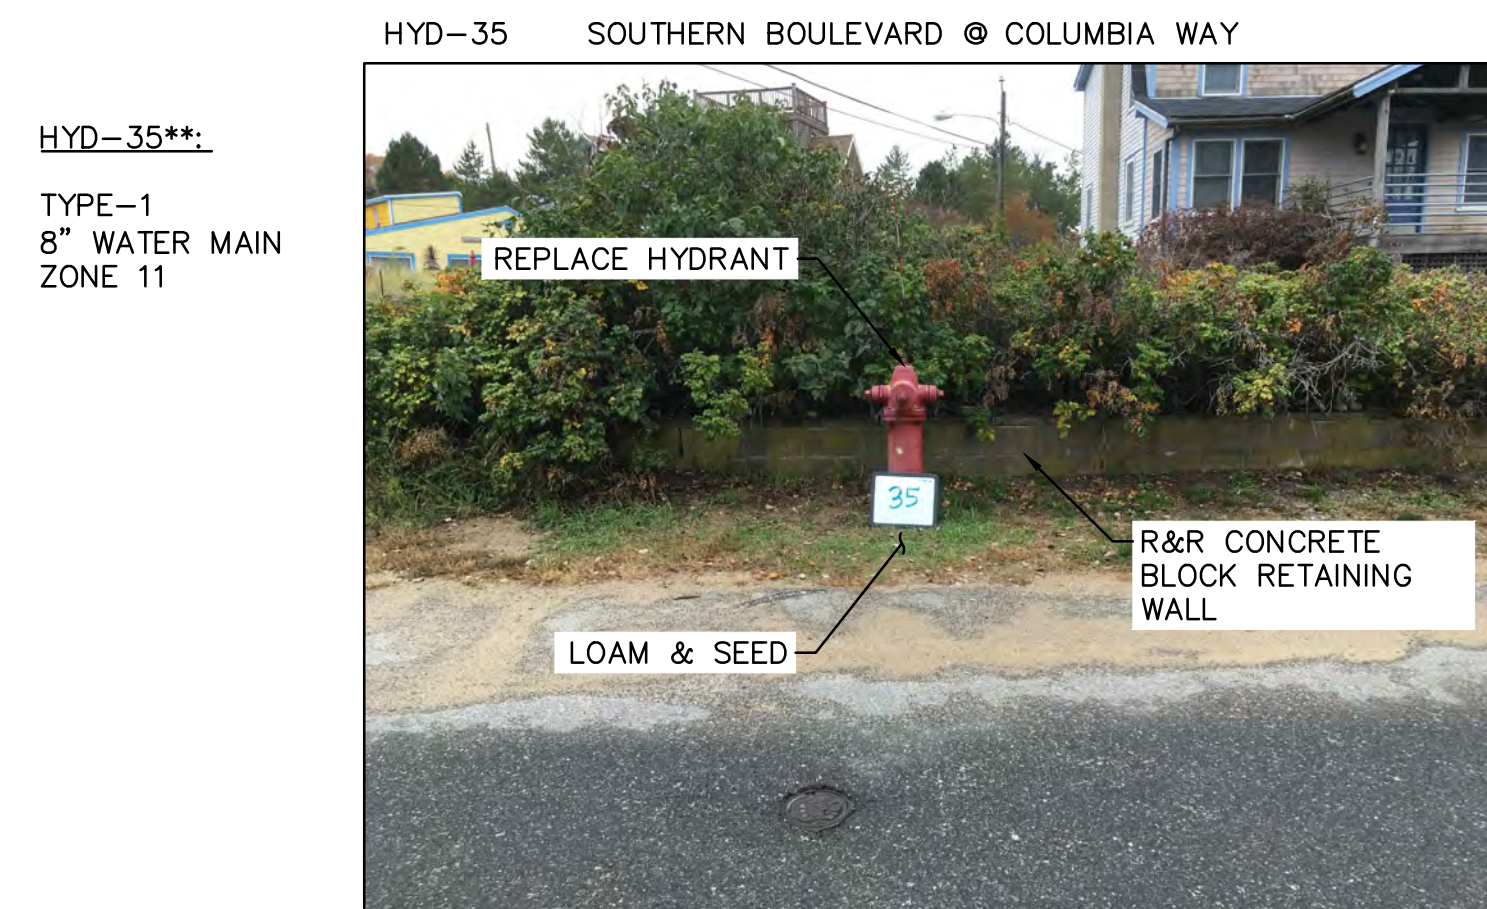 HYD-35 SOUTHERN BOULEVARD @ COLUMBIA WAY
HYD-35**:
TYPE-1
8" WATER MAIN
ZONE 11
REPLACE HYDRANT
35
R&R CONCRETE
BLOCK RETAINING
WALL
LOAM & SEED